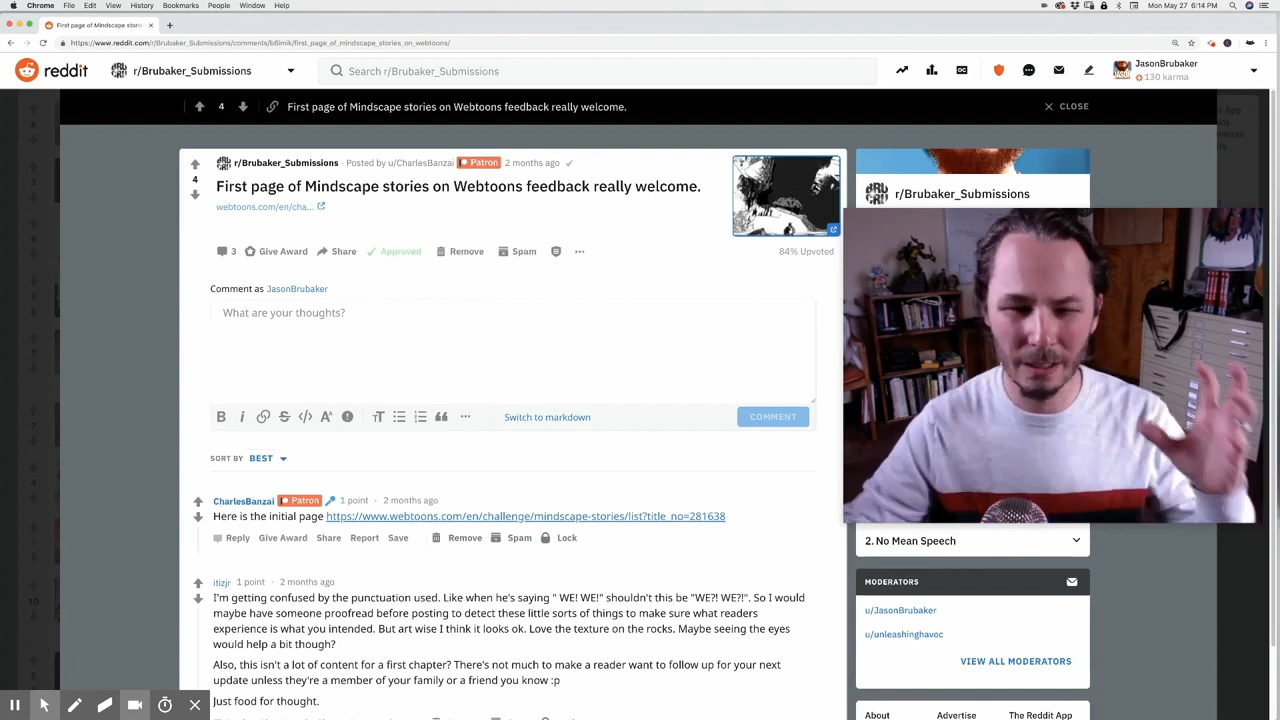 Chrome File Edit View History Bookmarks People Window Help Mon May 27 6:14 PM
First page of Mindscape storie
https://www.reddit.com/r/Brubaker_Submissions/comments/b6imik/first_page_of_mindscape_stories_on_webtoons/
reddit r/Brubaker_Submissions Search r/Brubaker_Submissions JasonBrubaker
130 karma
4 First page of Mindscape stories on Webtoons feedback really welcome. CLOSE
r/Brubaker_Submissions · Posted by u/CharlesBanzai Patron 2 months ago
4
First page of Mindscape stories on Webtoons feedback really welcome.
webtoons.com/en/cha...
r/Brubaker_Submissions
3 Give Award Share Approved Remove Spam 84% Upvoted
Comment as JasonBrubaker
What are your thoughts?
B i Switch to markdown COMMENT
SORT BY BEST
CharlesBanzai Patron 1 point · 2 months ago
Here is the initial page https://www.webtoons.com/en/challenge/mindscape-stories/list?title_no=281638
Reply Give Award Share Report Save Remove Spam Lock
itizjr 1 point · 2 months ago
I'm getting confused by the punctuation used. Like when he's saying " WE! WE!" shouldn't this be "WE?! WE?!". So I would
maybe have someone proofread before posting to detect these little sorts of things to make sure what readers
experience is what you intended. But art wise I think it looks ok. Love the texture on the rocks. Maybe seeing the eyes
would help a bit though?
Also, this isn't a lot of content for a first chapter? There's not much to make a reader want to follow up for your next
update unless they're a member of your family or a friend you know :p
Just food for thought.
2. No Mean Speech
MODERATORS
u/JasonBrubaker
u/unleashinghavoc
VIEW ALL MODERATORS
About Advertise The Reddit App